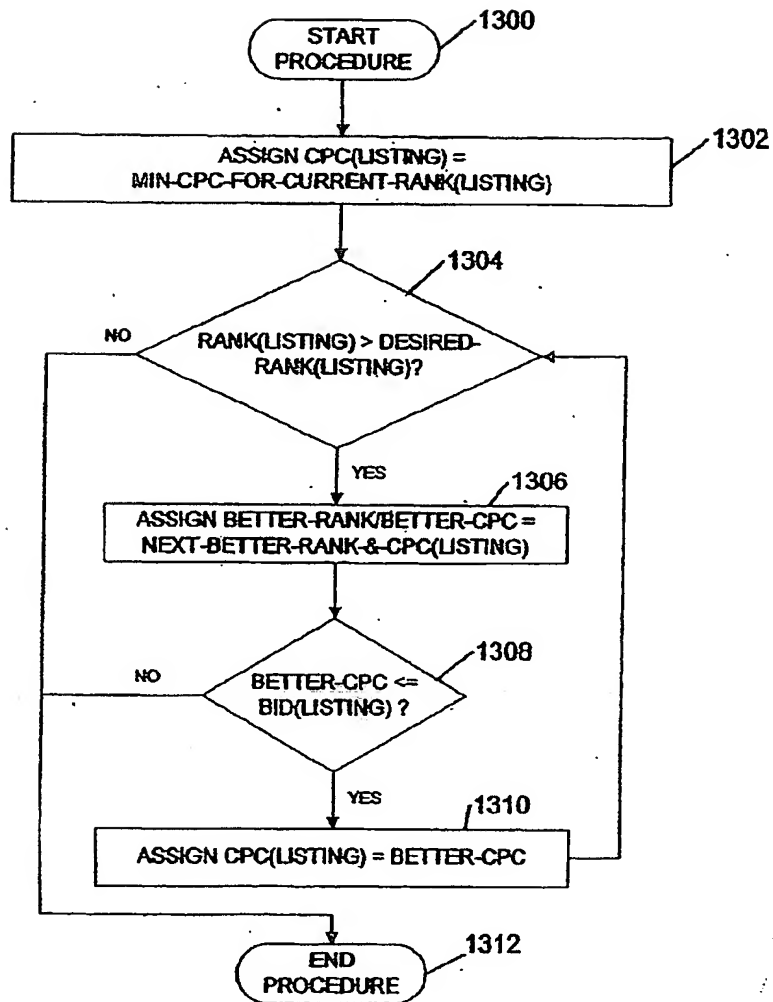 START
PROCEDURE
1300
ASSIGN CPC(LISTING) =
MIN-CPC-FOR-CURRENT-RANK(LISTING)
1302
1304
NO
RANK(LISTING) > DESIRED-
RANK(LISTING)?
YES
1306
ASSIGN BETTER-RANK/BETTER-CPC =
NEXT-BETTER-RANK-&-CPC(LISTING)
1308
NO
BETTER-CPC <=
BID(LISTING) ?
YES
1310
ASSIGN CPC(LISTING) = BETTER-CPC
END
PROCEDURE
1312